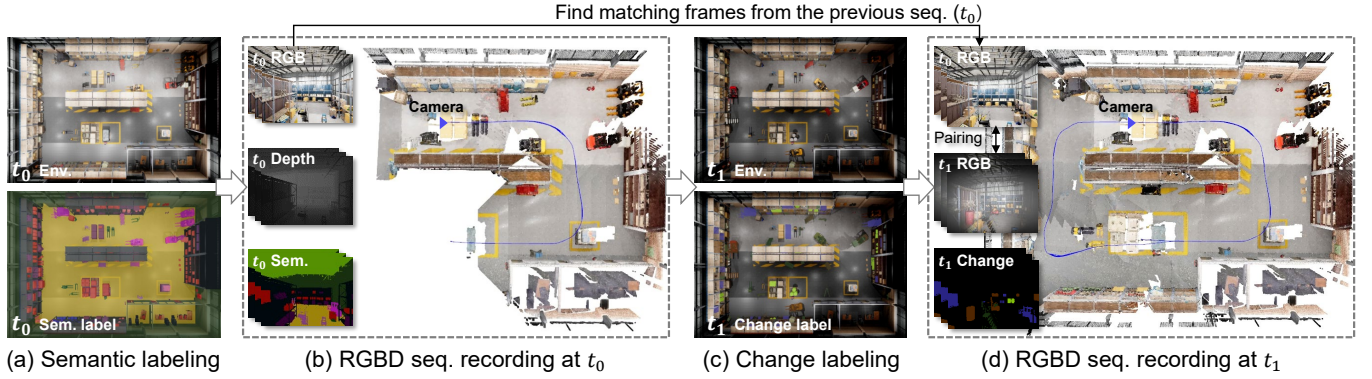 Find matching frames from the previous seq. (t₀)
t₀ Env.
t₀ Sem. label
(a) Semantic labeling
t₀ RGB
t₀ Depth
t₀ Sem.
Camera
(b) RGBD seq. recording at t₀
t₁ Env.
t₁ Change label
(c) Change labeling
t₀ RGB
Pairing
t₁ RGB
t₁ Change
Camera
(d) RGBD seq. recording at t₁